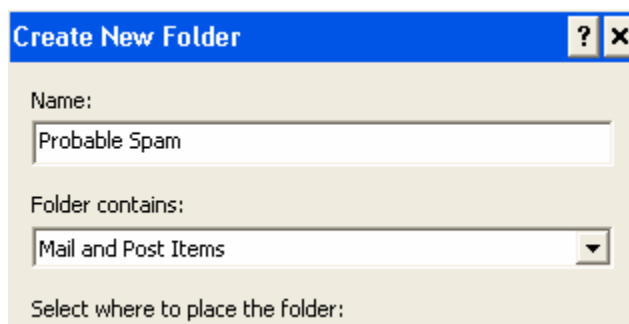 Create New Folder
Name:
Probable Spam
Folder contains:
Mail and Post Items
Select where to place the folder: